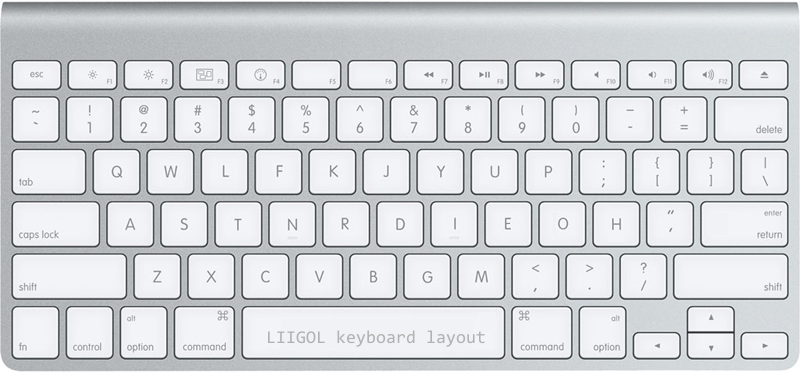 esc F1 F2 F3 F4 F5 F6 F7 F8 F9 F10 F11 F12
~ ! @ # $ % ^ & * ( ) – +
` 1 2 3 4 5 6 7 8 9 0 - = delete
tab Q W L F K J Y U P : ; { [ } ] | \
caps lock A S T N R D I E O H “ ‘ enter return
shift Z X C V B G M < , > . ? / shift
fn control alt option ⌘ command LIIGOL keyboard layout ⌘ command alt option